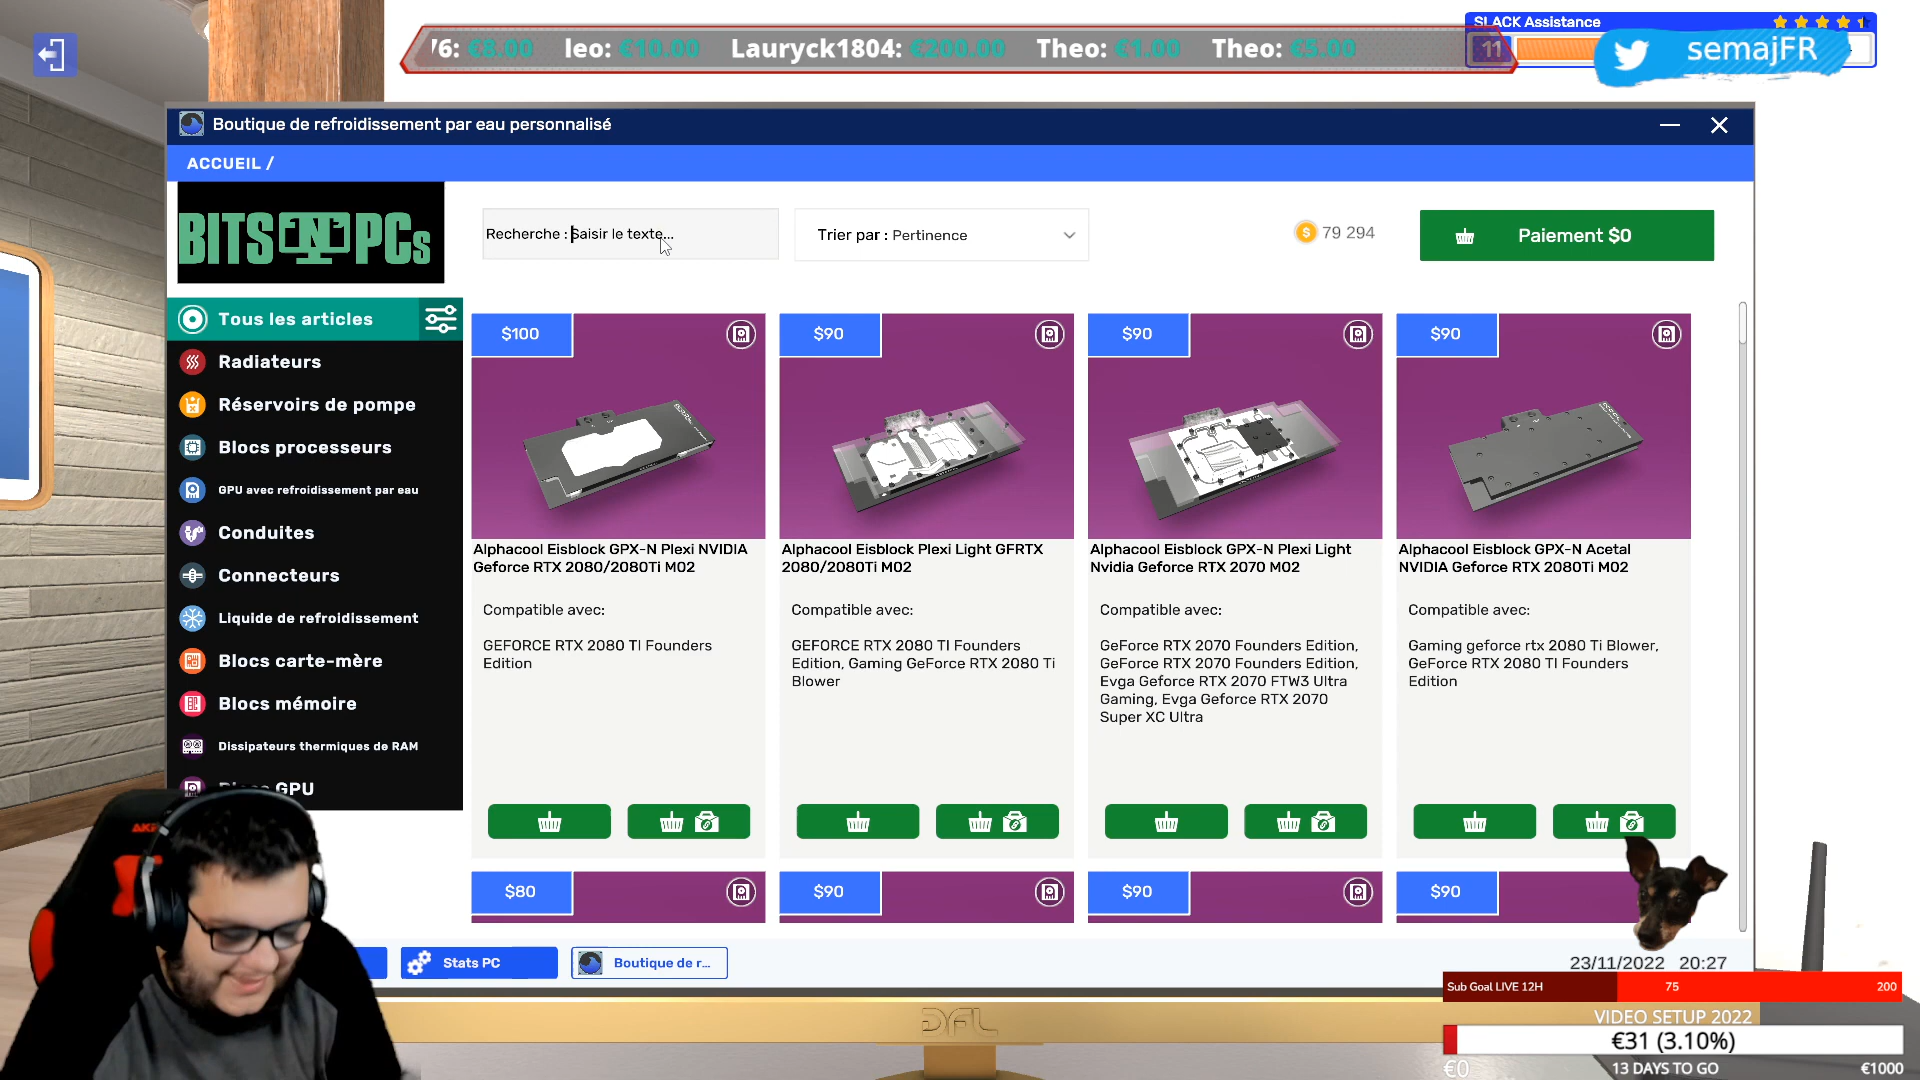 76: €8.00 leo: €10.00 Lauryck1804: €200.00 Theo: €1.00 Theo: €5.00
SLACK Assistance
11
semajFR
Boutique de refroidissement par eau personnalisé
ACCUEIL /
BITS N PCs
Recherche : Saisir le texte...
Trier par : Pertinence
79 294
Paiement $0
Tous les articles
Radiateurs
Réservoirs de pompe
Blocs processeurs
GPU avec refroidissement par eau
Conduites
Connecteurs
Liquide de refroidissement
Blocs carte-mère
Blocs mémoire
Dissipateurs thermiques de RAM
Blocs GPU
$100
Alphacool Eisblock GPX-N Plexi NVIDIA
Geforce RTX 2080/2080Ti M02
Compatible avec:
GEFORCE RTX 2080 TI Founders
Edition
$90
Alphacool Eisblock Plexi Light GFRTX
2080/2080Ti M02
Compatible avec:
GEFORCE RTX 2080 TI Founders
Edition, Gaming GeForce RTX 2080 Ti
Blower
$90
Alphacool Eisblock GPX-N Plexi Light
Nvidia Geforce RTX 2070 M02
Compatible avec:
GeForce RTX 2070 Founders Edition,
GeForce RTX 2070 Founders Edition,
Evga Geforce RTX 2070 FTW3 Ultra
Gaming, Evga Geforce RTX 2070
Super XC Ultra
$90
Alphacool Eisblock GPX-N Acetal
NVIDIA Geforce RTX 2080Ti M02
Compatible avec:
Gaming geforce rtx 2080 Ti Blower,
GeForce RTX 2080 TI Founders
Edition
$80
$90
$90
$90
Stats PC
Boutique de r...
23/11/2022 20:27
DFL
Sub Goal LIVE 12H 75 200
VIDEO SETUP 2022
€31 (3.10%)
€0 13 DAYS TO GO €1000